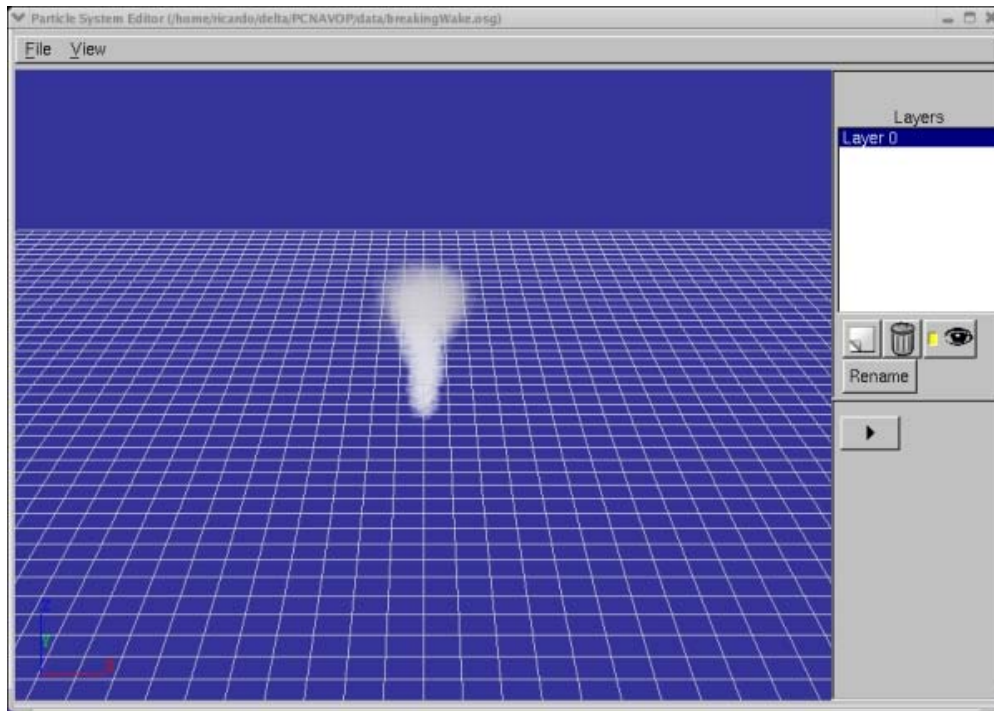 Particle System Editor (/home/ricardo/delta/PCNAVOP/data/breakingWake.osg)
File View
Layers
Layer 0
Rename
Z
Y
X